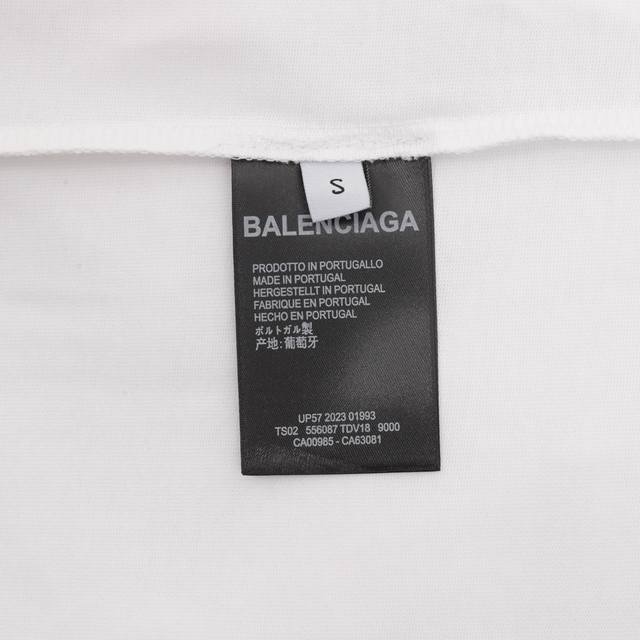 S
BALENCIAGA
PRODOTTO IN PORTUGALLO
MADE IN PORTUGAL
HERGESTELLT IN PORTUGAL
FABRIQUE EN PORTUGAL
HECHO EN PORTUGAL
ポルトガル製
产地:葡萄牙
UP57 2023 01993
TS02 556087 TDV18 9000
CA00985 - CA63081